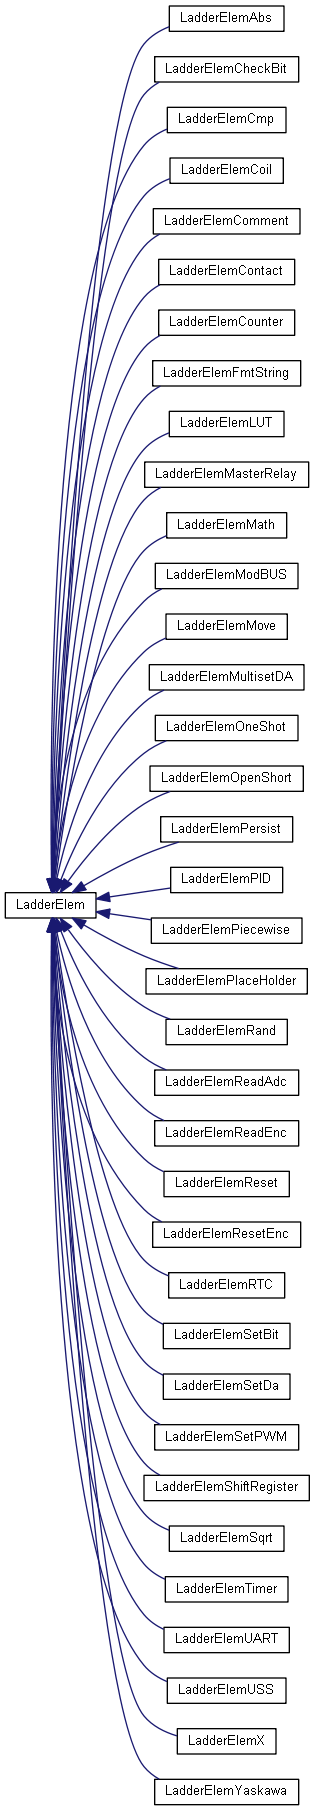 LadderElemAbs
LadderElemCheckBit
LadderElemCmp
LadderElemCoil
LadderElemComment
LadderElemContact
LadderElemCounter
LadderElemFmtString
LadderElemLUT
LadderElemMasterRelay
LadderElemMath
LadderElemModBUS
LadderElemMove
LadderElemMultisetDA
LadderElemOneShot
LadderElemOpenShort
LadderElemPersist
LadderElemPID
LadderElem
LadderElemPiecewise
LadderElemPlaceHolder
LadderElemRand
LadderElemReadAdc
LadderElemReadEnc
LadderElemReset
LadderElemResetEnc
LadderElemRTC
LadderElemSetBit
LadderElemSetDa
LadderElemSetPWM
LadderElemShiftRegister
LadderElemSqrt
LadderElemTimer
LadderElemUART
LadderElemUSS
LadderElemX
LadderElemYaskawa